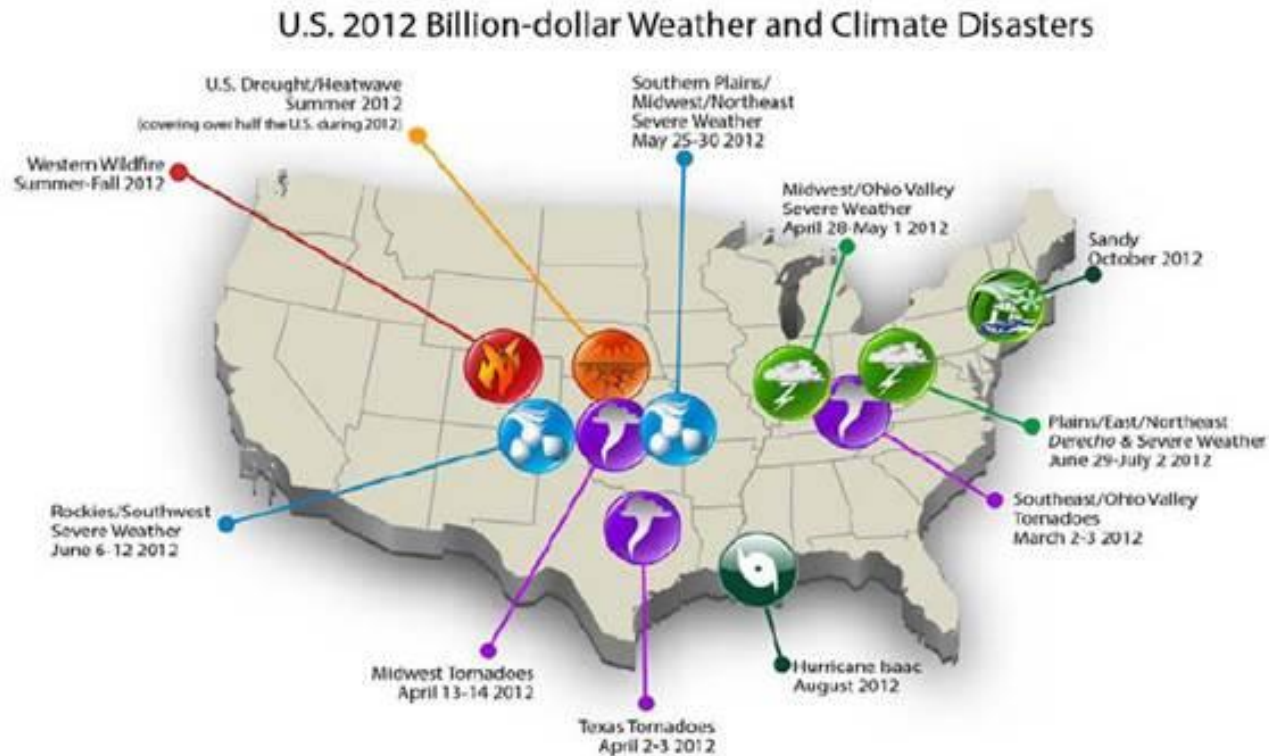 U.S. 2012 Billion-dollar Weather and Climate Disasters
U.S. Drought/Heatwave
Summer 2012
(covering over half the U.S. during 2012)
Southern Plains/
Midwest/Northeast
Severe Weather
May 25-30 2012
Western Wildfire
Summer-Fall 2012
Midwest/Ohio Valley
Severe Weather
April 28-May 1 2012
Sandy
October 2012
Plains/East/Northeast
Derecho & Severe Weather
June 29-July 2 2012
Rockies/Southwest
Severe Weather
June 6-12 2012
Southeast/Ohio Valley
Tornadoes
March 2-3 2012
Midwest Tornadoes
April 13-14 2012
Hurricane Isaac
August 2012
Texas Tornadoes
April 2-3 2012